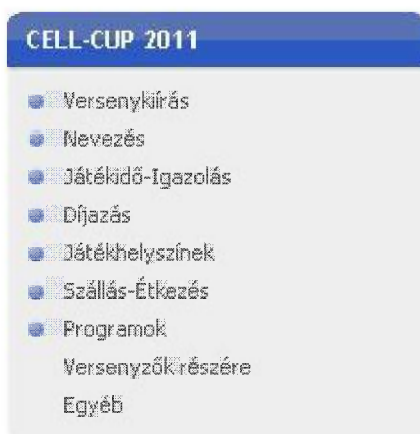 CELL-CUP 2011
Versenykiírás
Nevezés
Játékidő-Igazolás
Díjazás
Játékhelyszínek
Szállás-Étkezés
Programok
Versenyzők részére
Egyéb